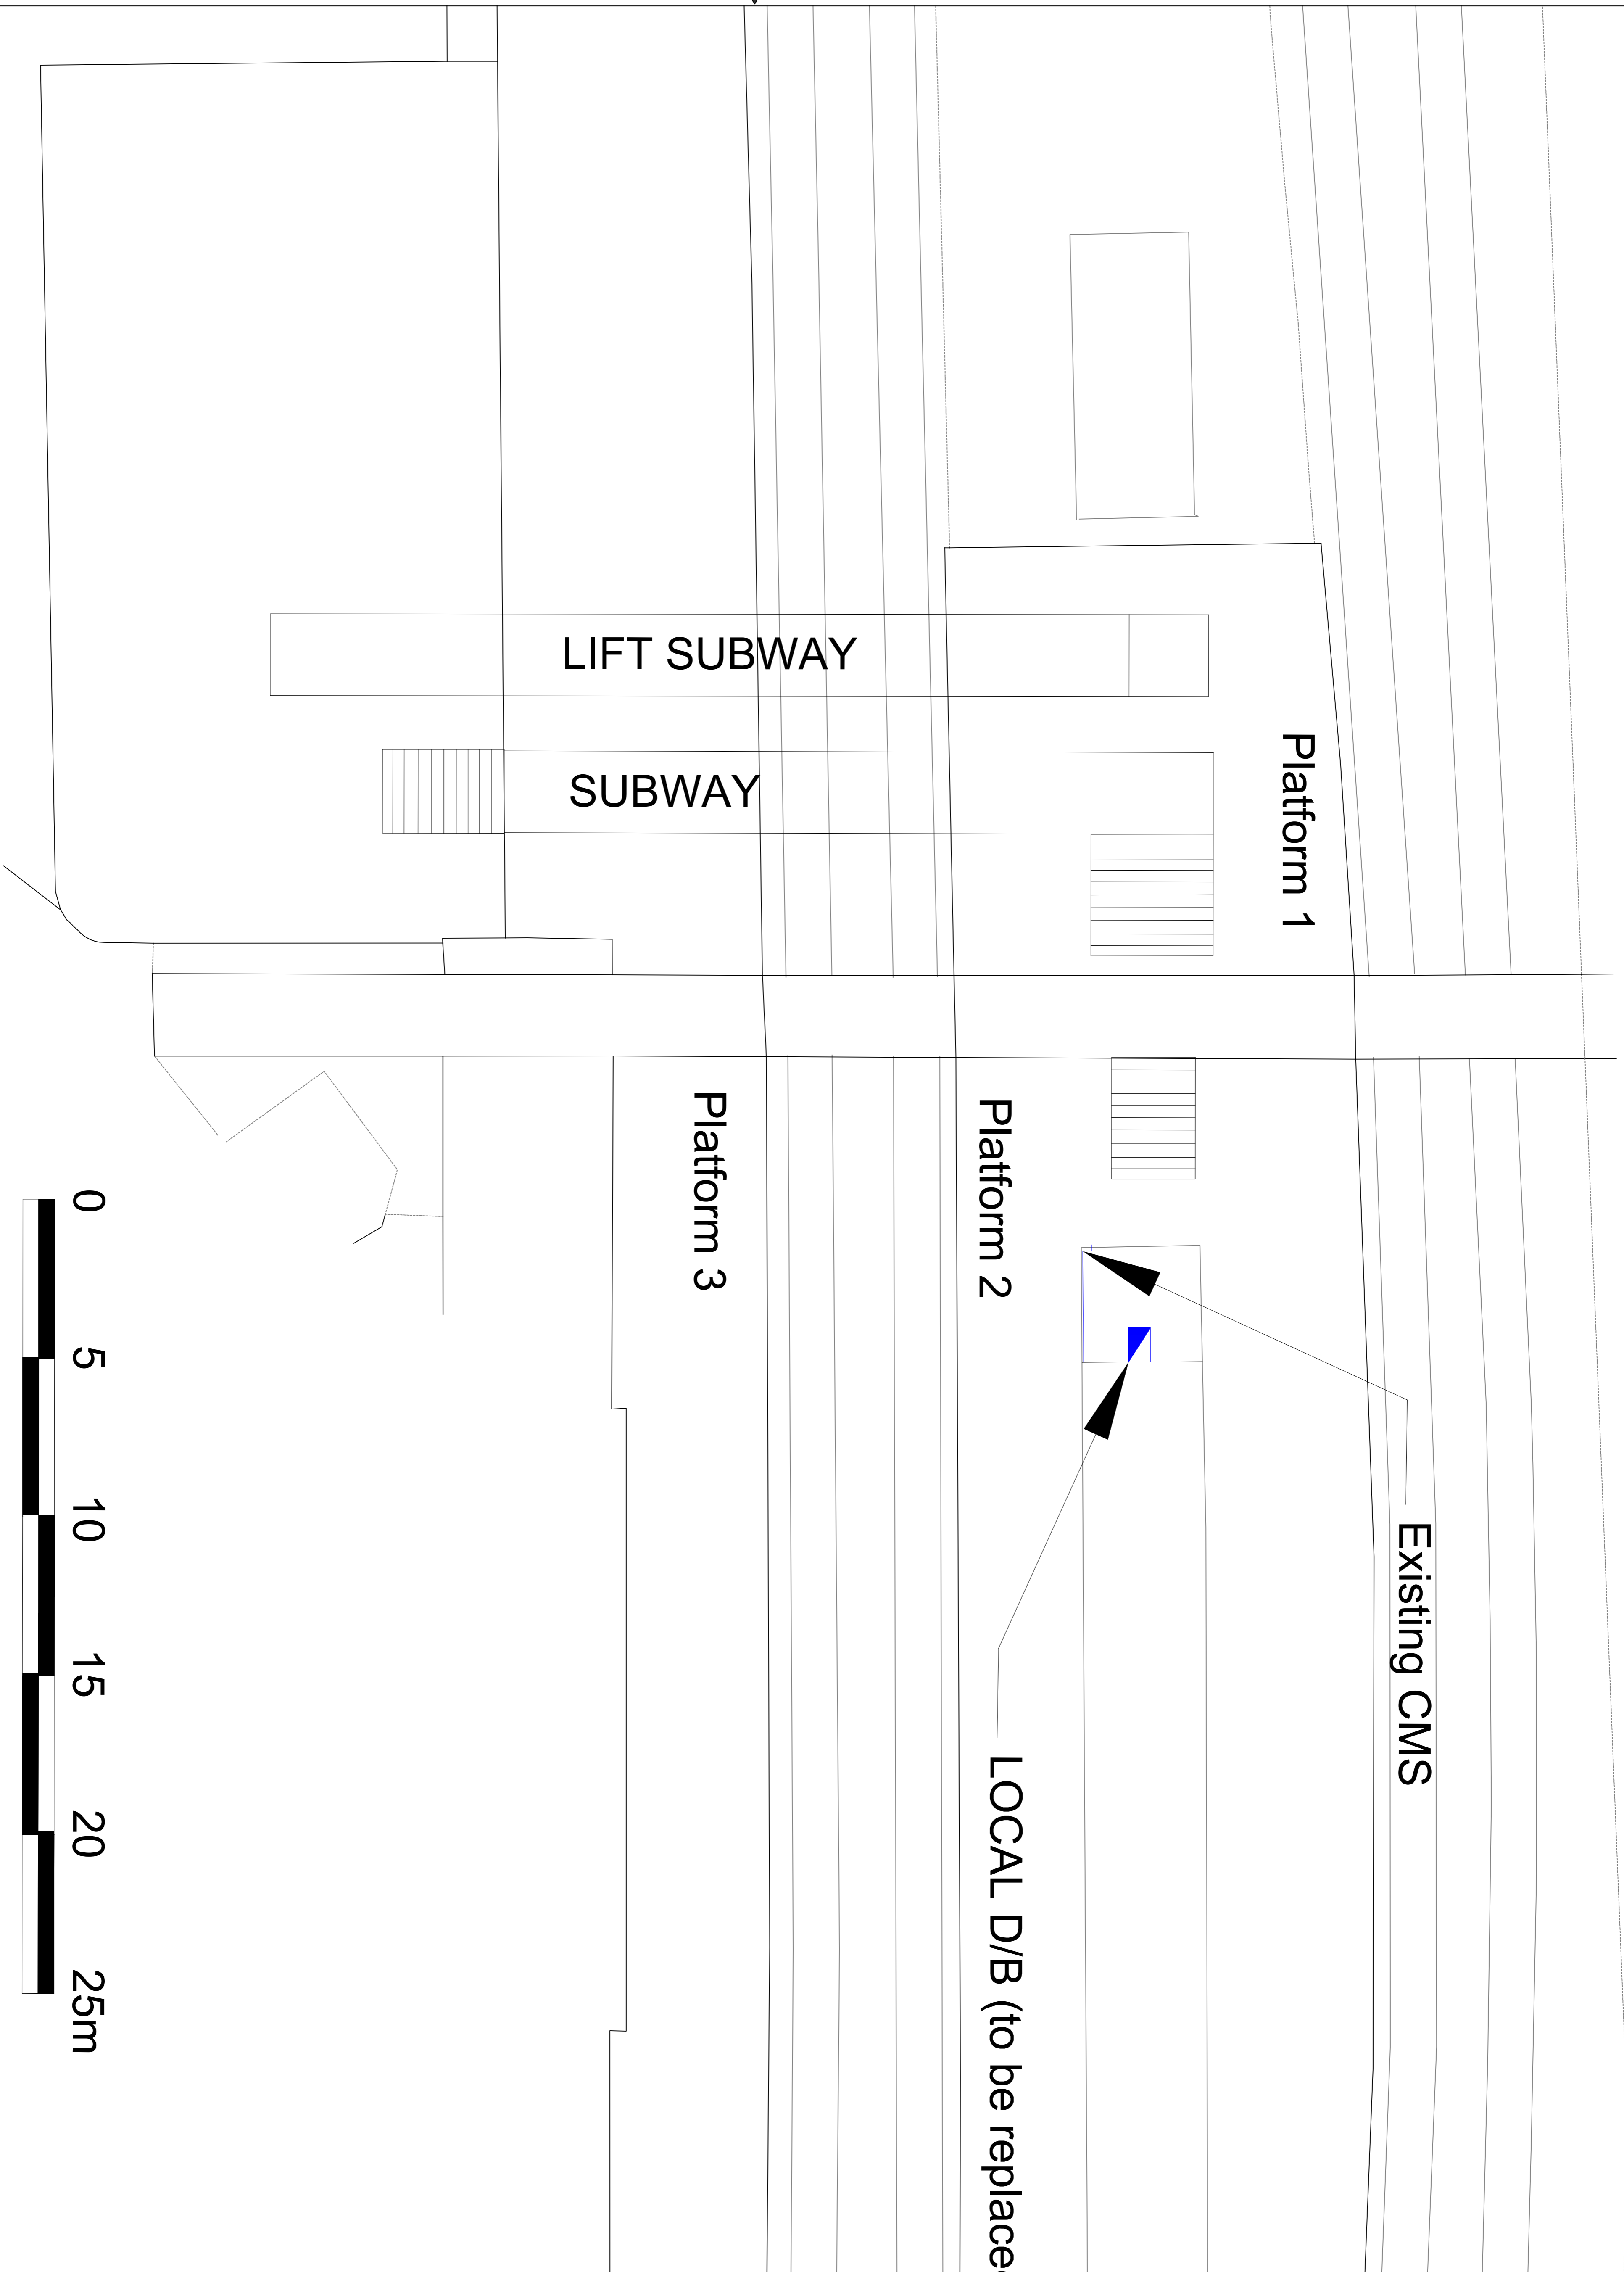 LIFT SUBWAY
SUBWAY
Platform 1
Platform 2
Platform 3
Existing CMS
LOCAL D/B (to be replace
0
5
10
15
20
25m